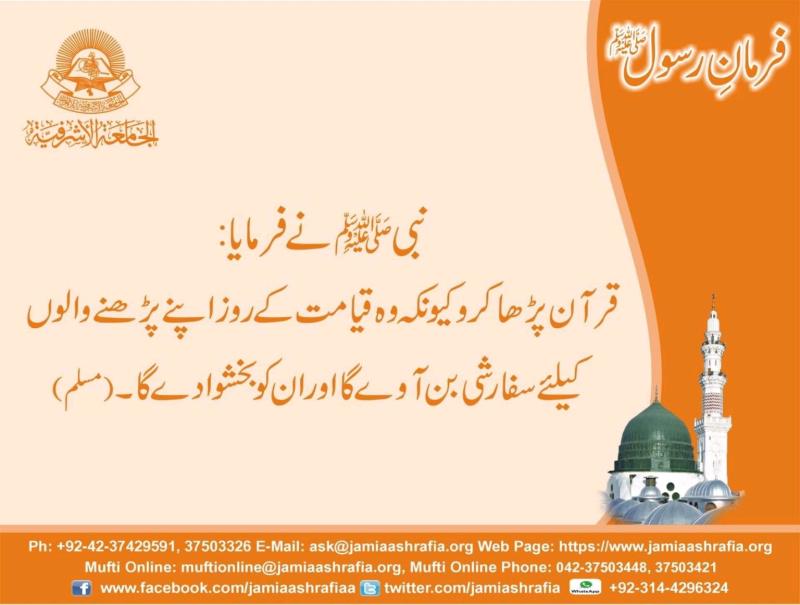 فرمانِ رسول ﷺ
الجامعۃ الاشرفیۃ
نبی ﷺ نے فرمایا:
قرآن پڑھا کرو کیونکہ وہ قیامت کے روز اپنے پڑھنے والوں
کیلئے سفارشی بن آوے گا اور ان کو بخشوا دے گا۔ (مسلم)
Ph: +92-42-37429591, 37503326 E-Mail: ask@jamiaashrafia.org Web Page: https://www.jamiaashrafia.org
Mufti Online: muftionline@jamiaashrafia.org, Mufti Online Phone: 042-37503448, 37503421
www.facebook.com/jamiaashrafiaa twitter.com/jamiashrafia WhatsApp +92-314-4296324